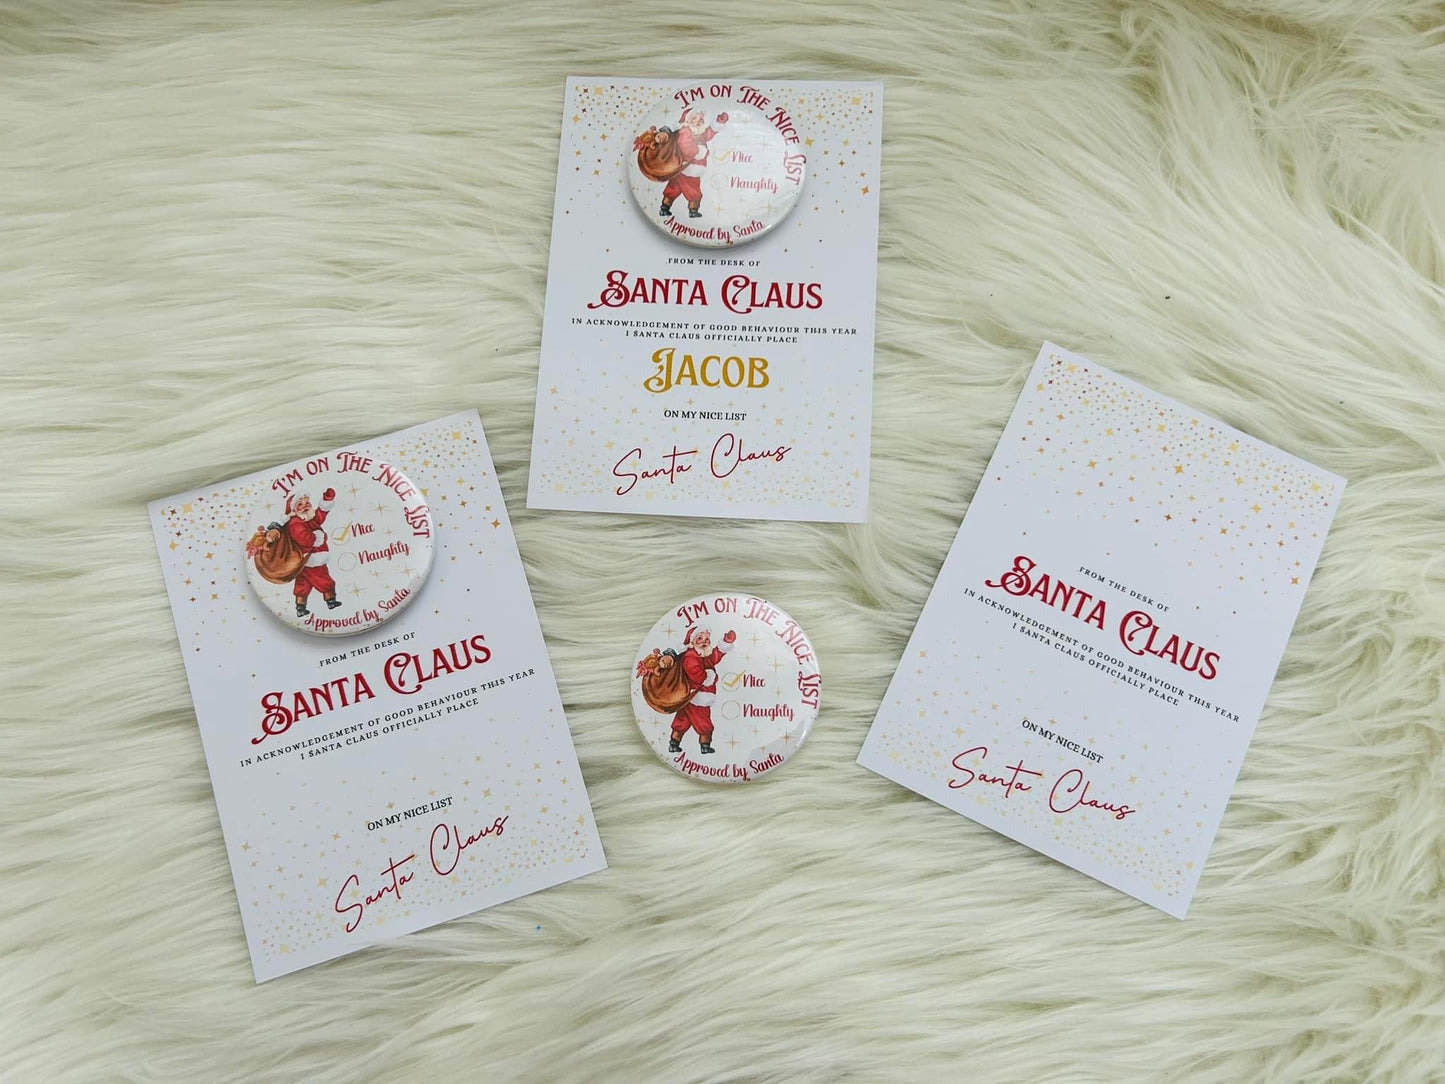 I'M ON THE NICE LIST
Nice
Naughty
Approved by Santa
FROM THE DESK OF
SANTA CLAUS
IN ACKNOWLEDGEMENT OF GOOD BEHAVIOUR THIS YEAR
I SANTA CLAUS OFFICIALLY PLACE
JACOB
ON MY NICE LIST
Santa Claus
I'M ON THE NICE LIST
Nice
Naughty
Approved by Santa
FROM THE DESK OF
SANTA CLAUS
IN ACKNOWLEDGEMENT OF GOOD BEHAVIOUR THIS YEAR
I SANTA CLAUS OFFICIALLY PLACE
ON MY NICE LIST
Santa Claus
I'M ON THE NICE LIST
Nice
Naughty
Approved by Santa
FROM THE DESK OF
SANTA CLAUS
IN ACKNOWLEDGEMENT OF GOOD BEHAVIOUR THIS YEAR
I SANTA CLAUS OFFICIALLY PLACE
ON MY NICE LIST
Santa Claus